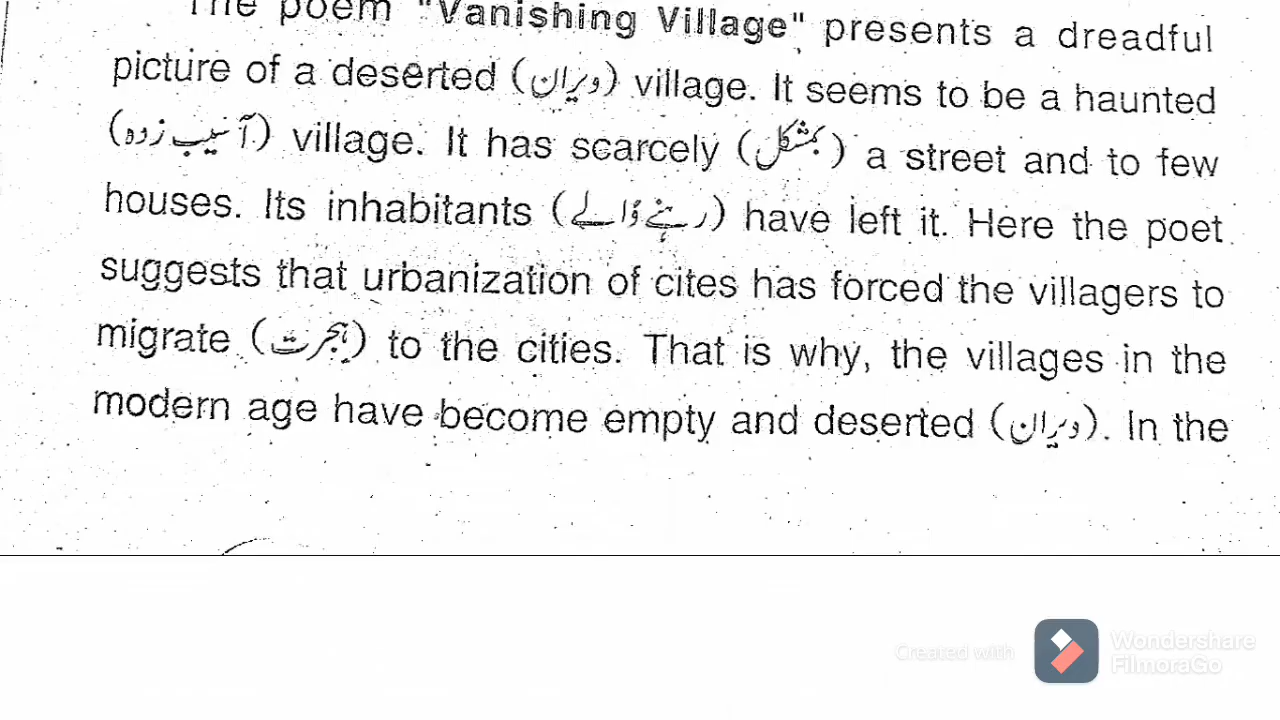 The poem "Vanishing Village" presents a dreadful
picture of a deserted (ویران) village. It seems to be a haunted
(آسیب زدہ) village. It has scarcely (بمشکل) a street and to few
houses. Its inhabitants (رہنے والے) have left it. Here the poet
suggests that urbanization of cites has forced the villagers to
migrate (ہجرت) to the cities. That is why, the villages in the
modern age have become empty and deserted (ویران). In the
Created with
Wondershare
FilmoraGo